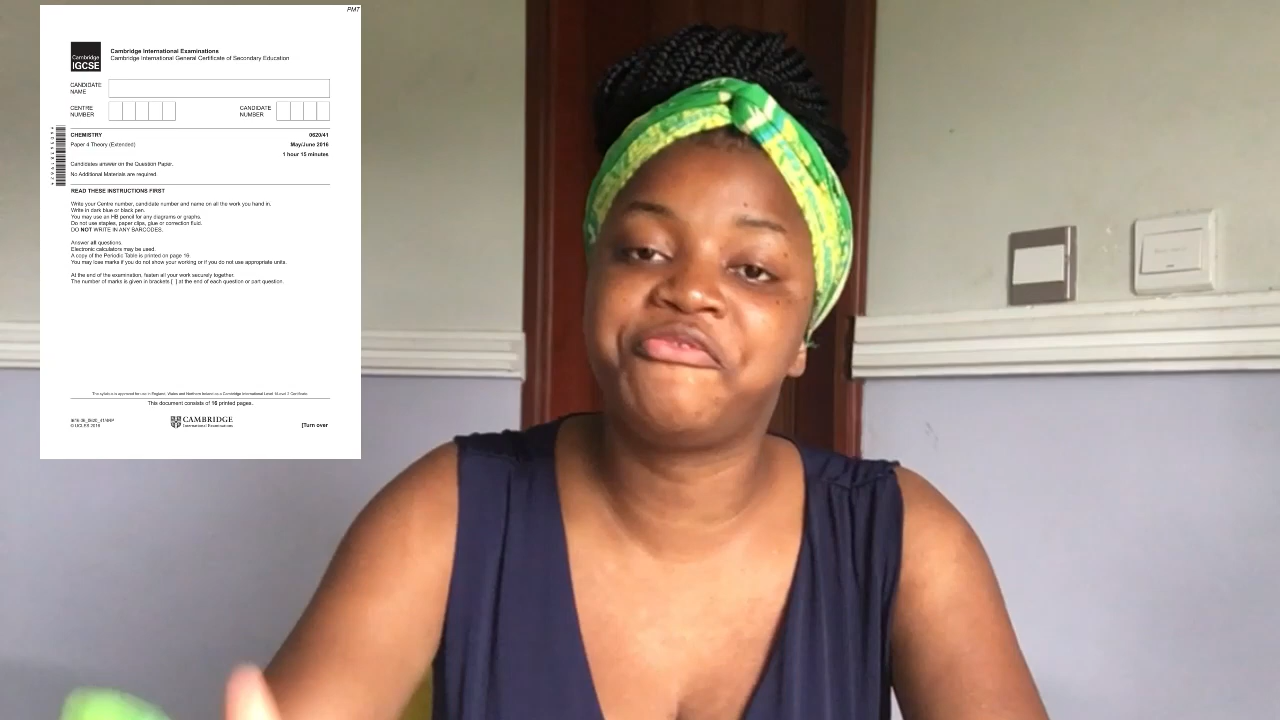 PMT
Cambridge
IGCSE
Cambridge International Examinations
Cambridge International General Certificate of Secondary Education
CANDIDATE
NAME
CENTRE
NUMBER
CANDIDATE
NUMBER
CHEMISTRY 0620/41
Paper 4 Theory (Extended) May/June 2016
1 hour 15 minutes
Candidates answer on the Question Paper.
No Additional Materials are required.
READ THESE INSTRUCTIONS FIRST
Write your Centre number, candidate number and name on all the work you hand in.
Write in dark blue or black pen.
You may use an HB pencil for any diagrams or graphs.
Do not use staples, paper clips, glue or correction fluid.
DO NOT WRITE IN ANY BARCODES.
Answer all questions.
Electronic calculators may be used.
A copy of the Periodic Table is printed on page 16.
You may lose marks if you do not show your working or if you do not use appropriate units.
At the end of the examination, fasten all your work securely together.
The number of marks is given in brackets [ ] at the end of each question or part question.
This document consists of 16 printed pages.
© UCLES 2016
CAMBRIDGE
International Examinations
[Turn over